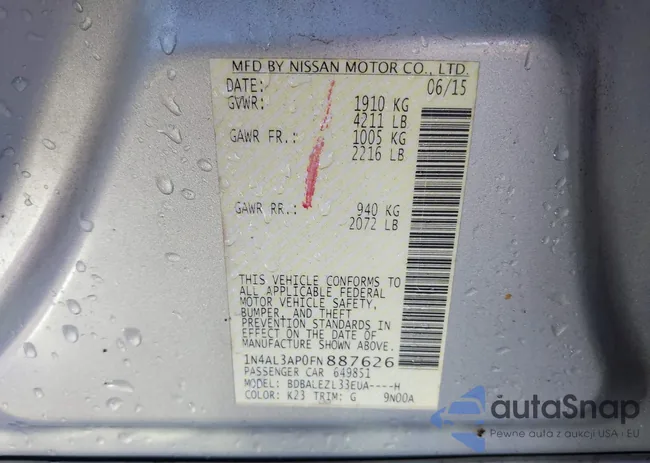 MFD BY NISSAN MOTOR CO., LTD.
DATE: 06/15
GVWR: 1910 KG
4211 LB
GAWR FR.: 1005 KG
2216 LB
GAWR RR.: 940 KG
2072 LB
THIS VEHICLE CONFORMS TO
ALL APPLICABLE FEDERAL
MOTOR VEHICLE SAFETY,
BUMPER, AND THEFT
PREVENTION STANDARDS IN
EFFECT ON THE DATE OF
MANUFACTURE SHOWN ABOVE.
1N4AL3AP0FN887626
PASSENGER CAR 649851
MODEL: BDBALEZL33EUA----H
COLOR: K23 TRIM: G 9N00A
autaSnap
Pewne auta z aukcji USA i EU